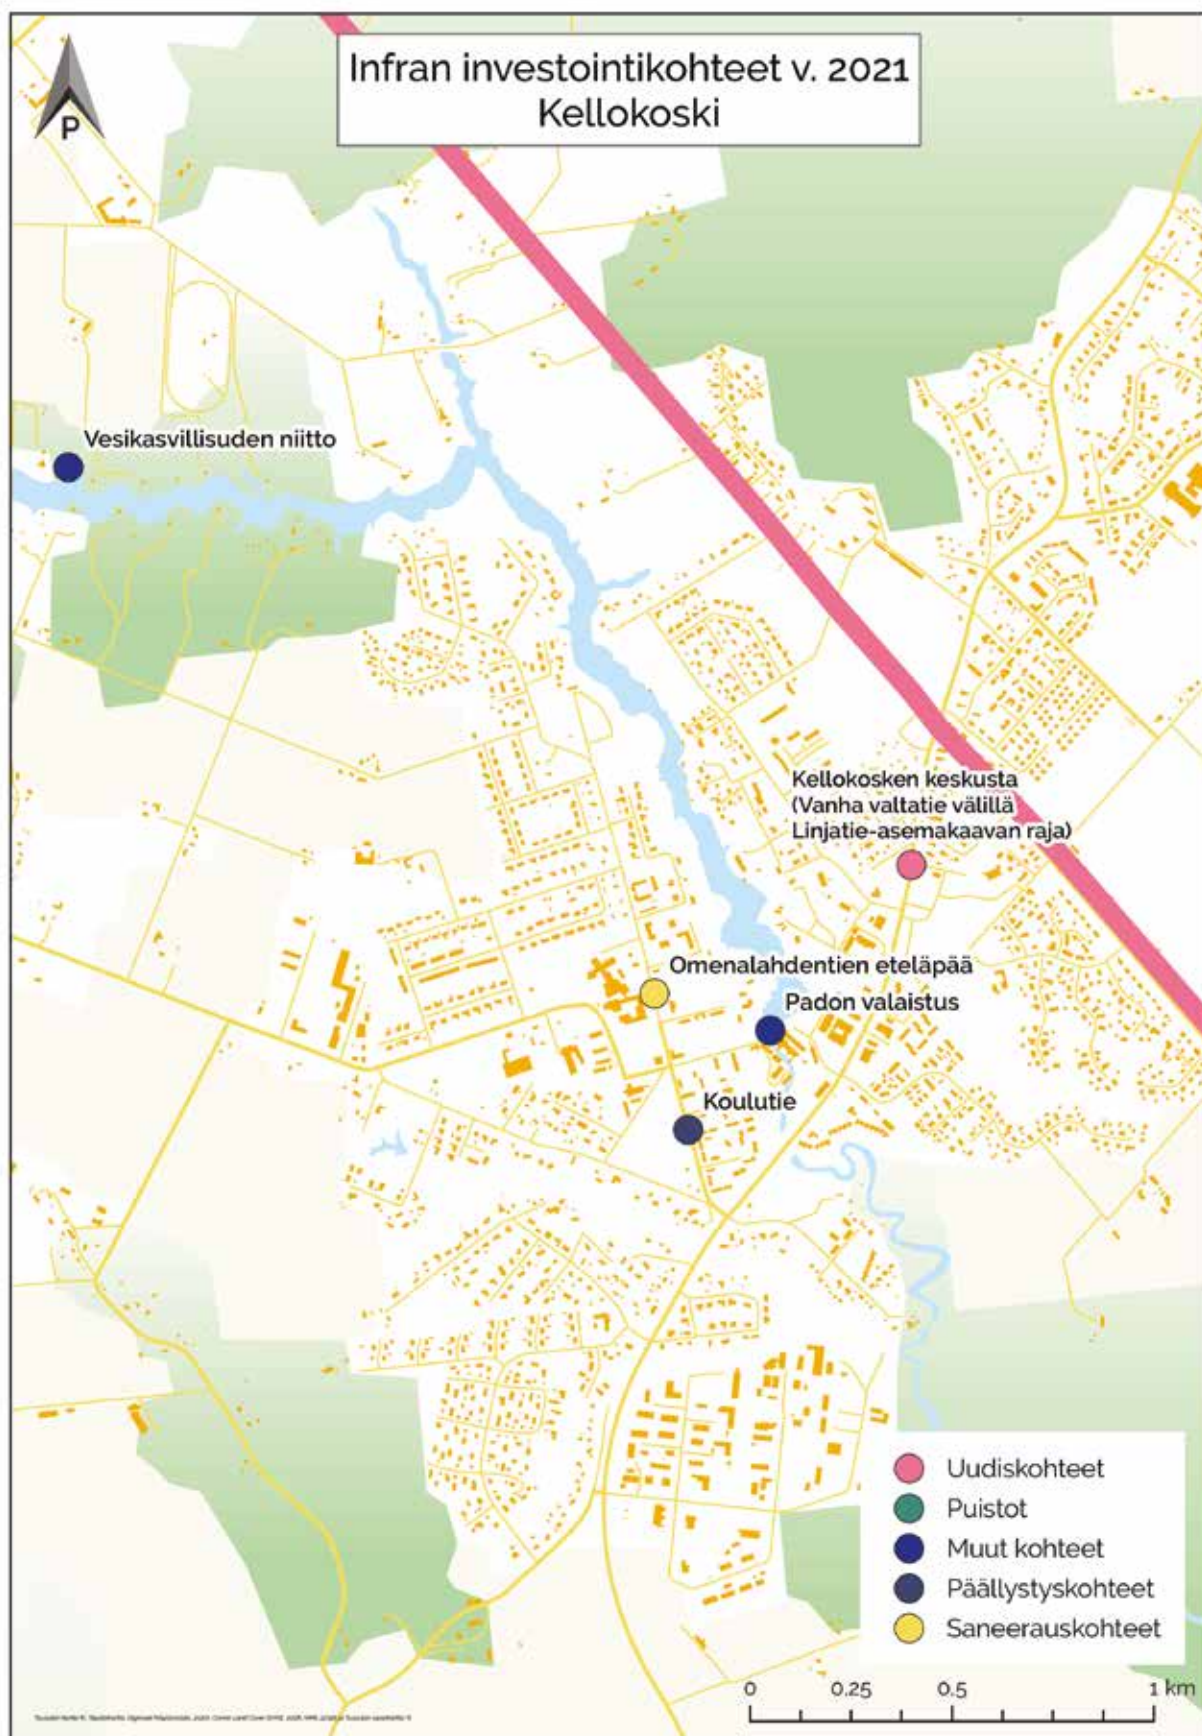 Infran investointikohteet v. 2021
Kellokoski
P
Vesikasvillisuden niitto
Kellokosken keskusta
(Vanha valtatie välillä
Linjatie-asemakaavan raja)
Omenalahdentien eteläpää
Padon valaistus
Koulutie
Uudiskohteet
Puistot
Muut kohteet
Päällystyskohteet
Saneerauskohteet
0 0.25 0.5 1 km